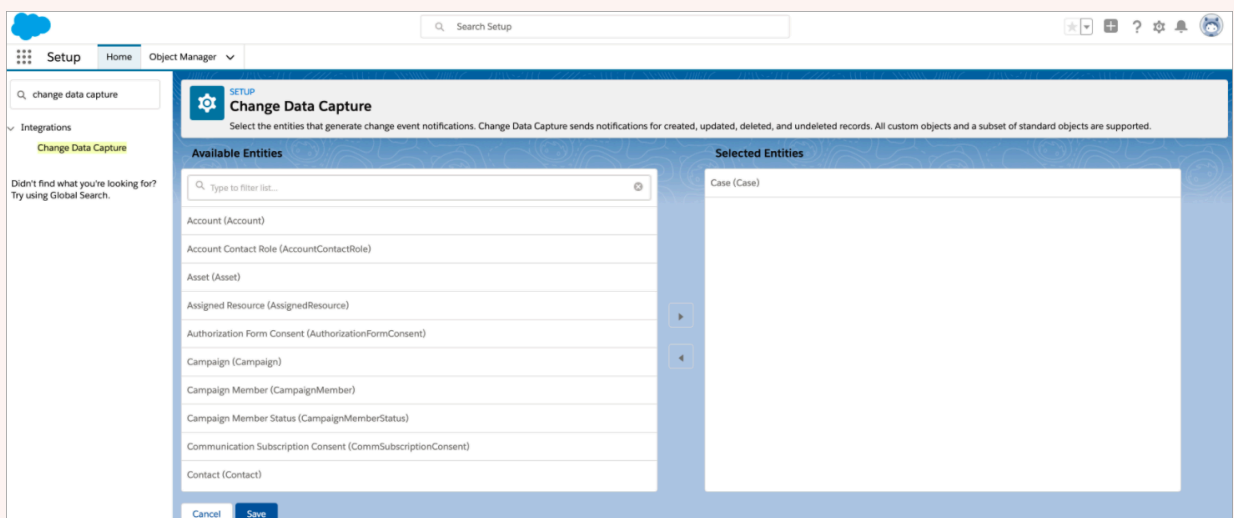 Search Setup
Setup
Home
Object Manager
change data capture
Integrations
Change Data Capture
Didn't find what you're looking for?
Try using Global Search.
SETUP
Change Data Capture
Select the entities that generate change event notifications. Change Data Capture sends notifications for created, updated, deleted, and undeleted records. All custom objects and a subset of standard objects are supported.
Available Entities
Type to filter list...
Account (Account)
Account Contact Role (AccountContactRole)
Asset (Asset)
Assigned Resource (AssignedResource)
Authorization Form Consent (AuthorizationFormConsent)
Campaign (Campaign)
Campaign Member (CampaignMember)
Campaign Member Status (CampaignMemberStatus)
Communication Subscription Consent (CommSubscriptionConsent)
Contact (Contact)
Selected Entities
Case (Case)
Cancel
Save